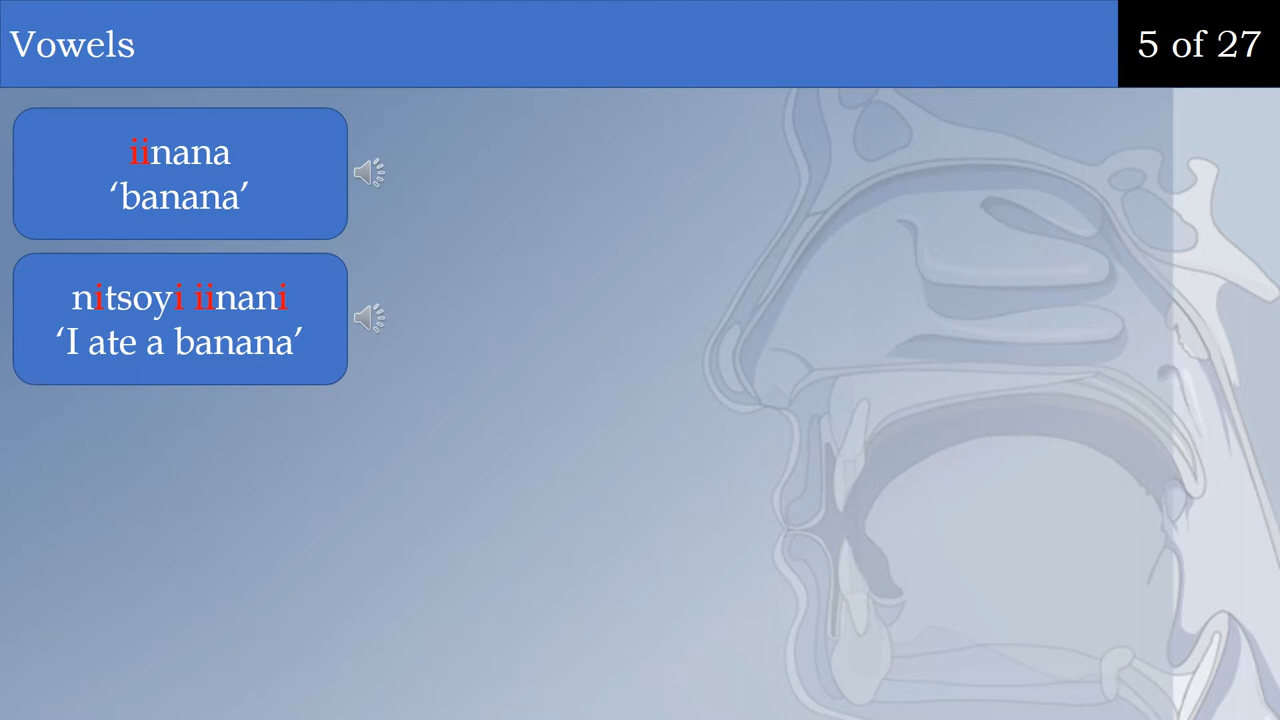 Vowels
5 of 27
iinana
‘banana’
nitsoyi iinani
‘I ate a banana’